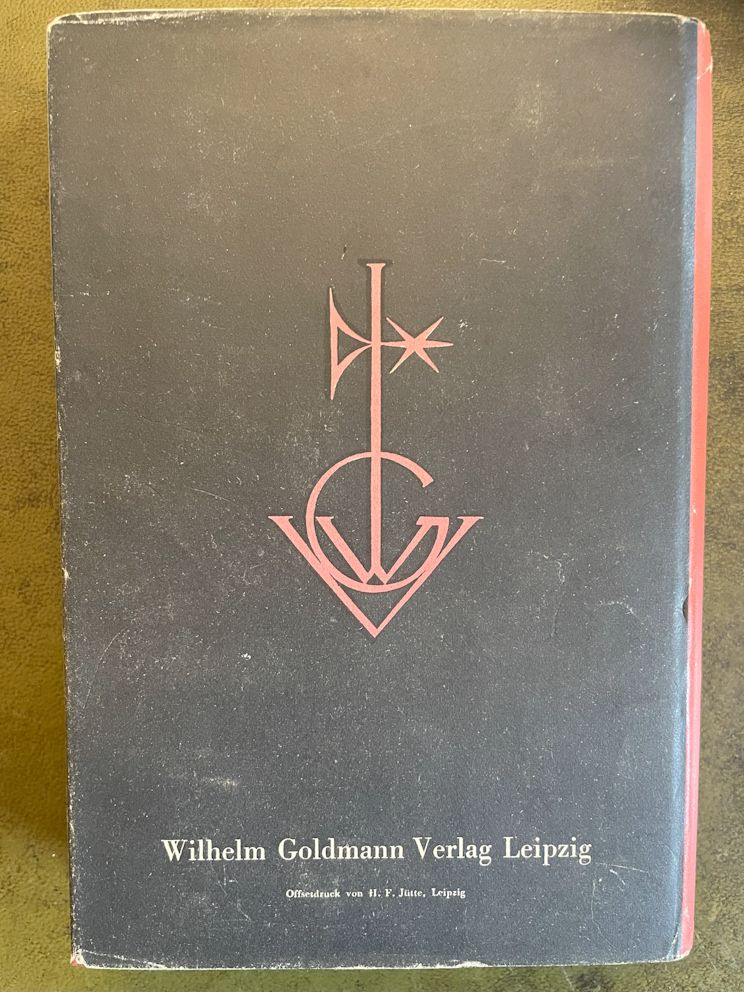 Wilhelm Goldmann Verlag Leipzig
Offsetdruck von H. F. Jütte, Leipzig